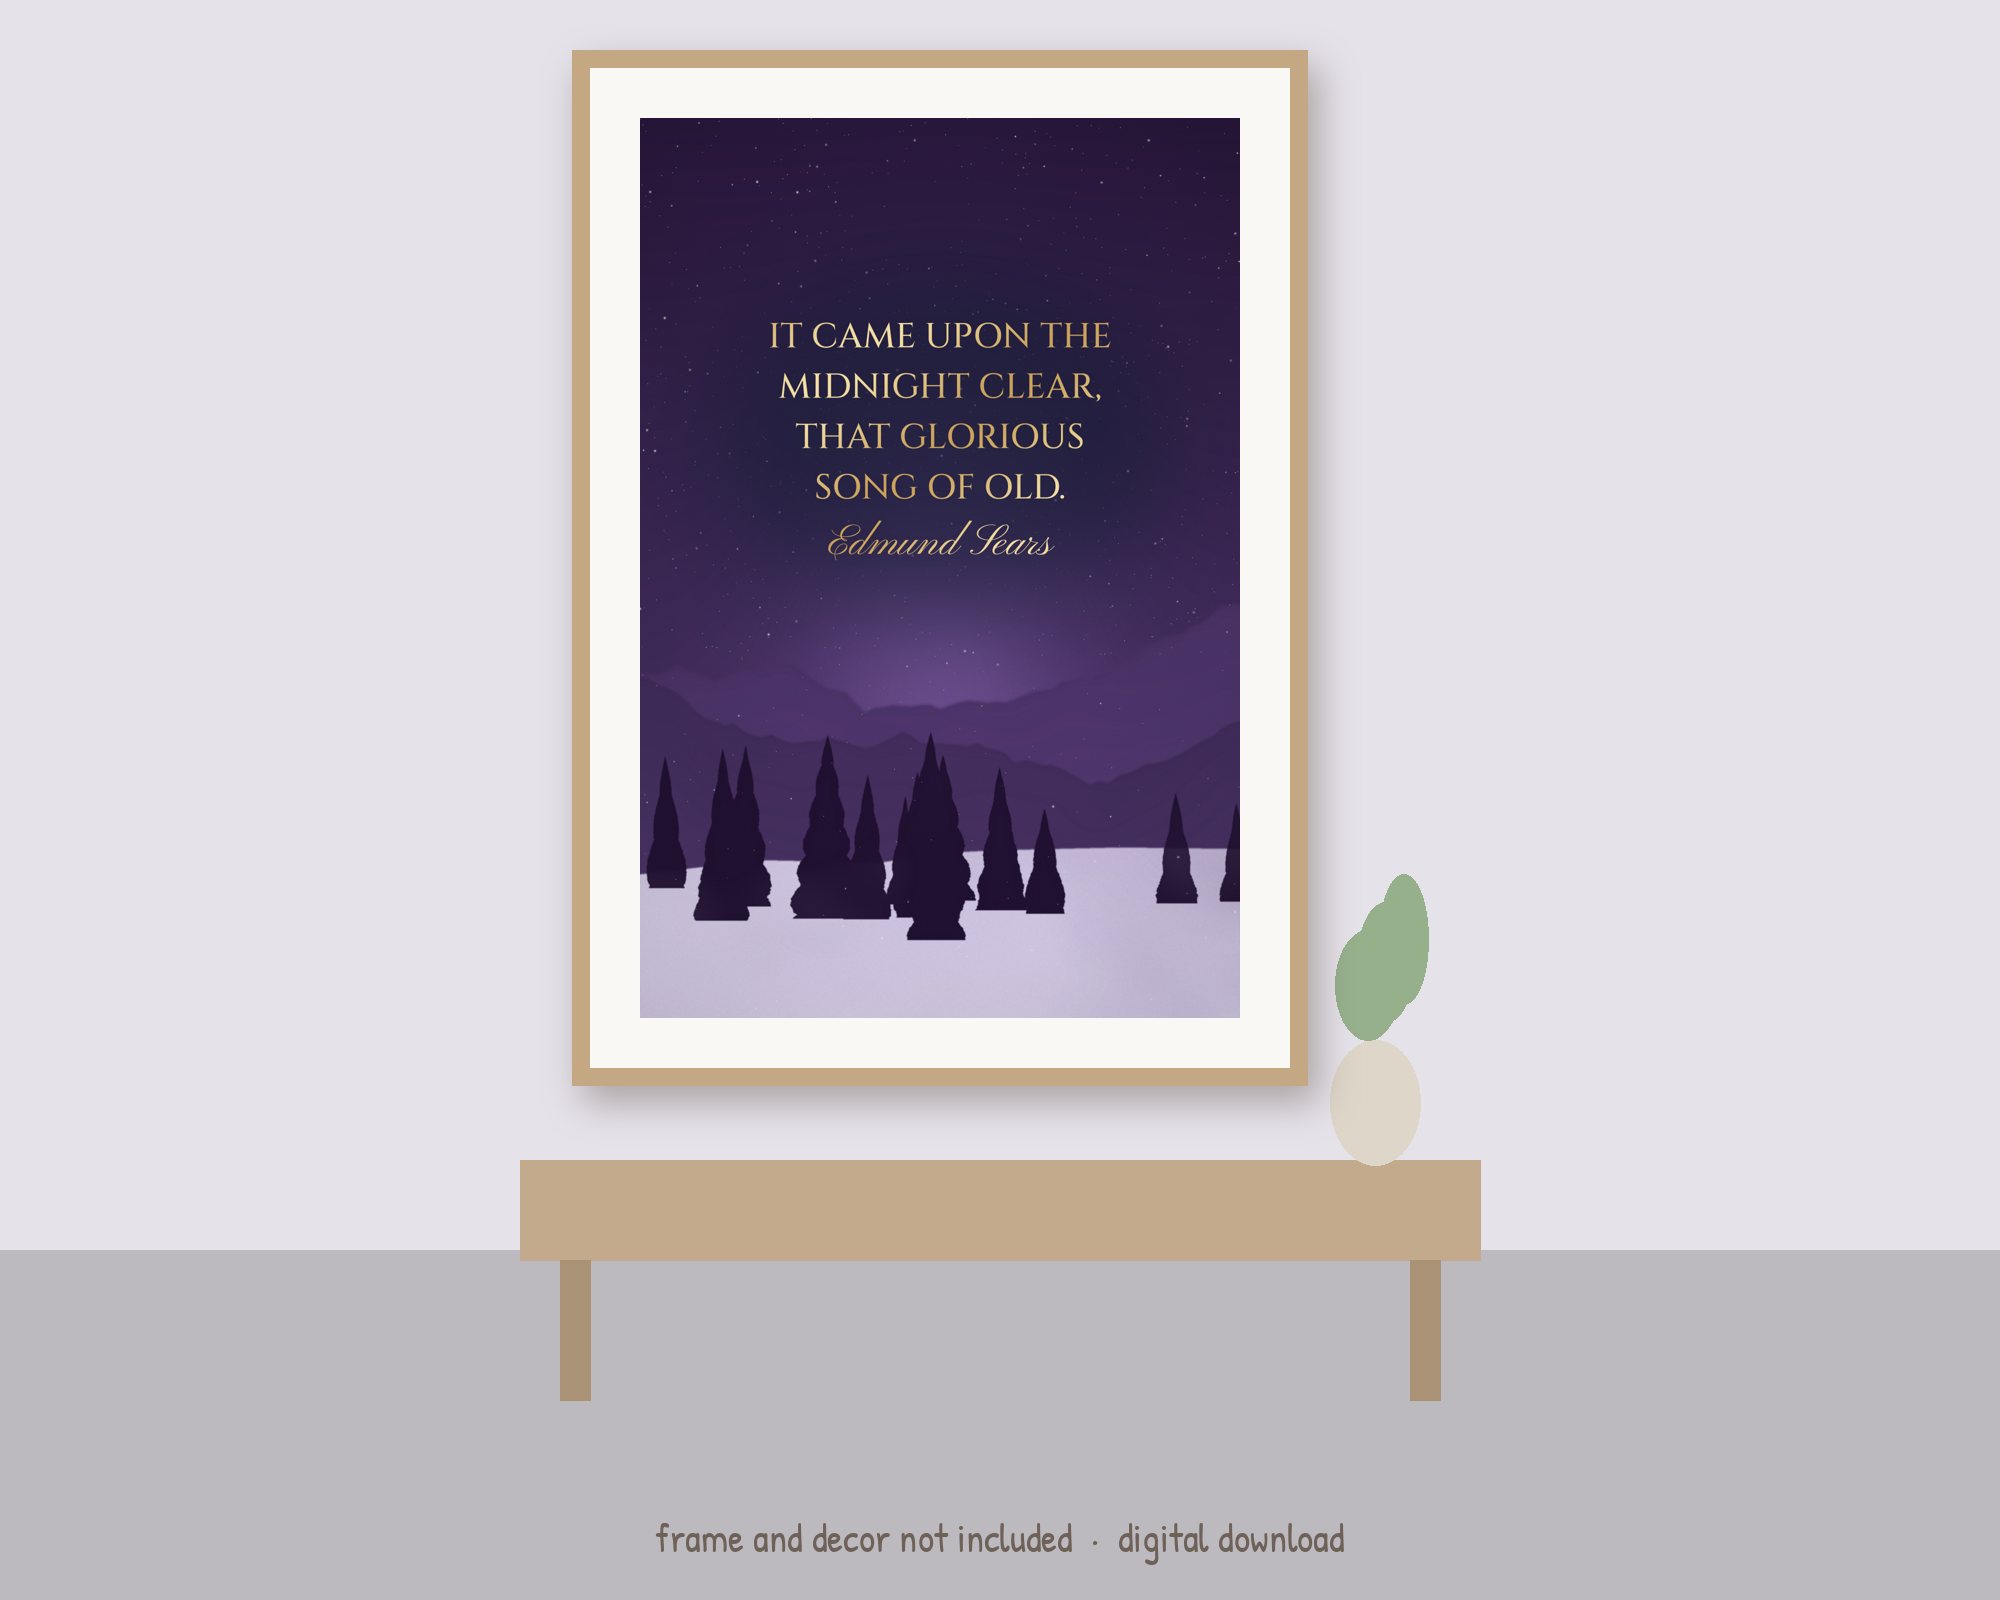 IT CAME UPON THE
MIDNIGHT CLEAR,
THAT GLORIOUS
SONG OF OLD.
Edmund Sears
frame and decor not included · digital download